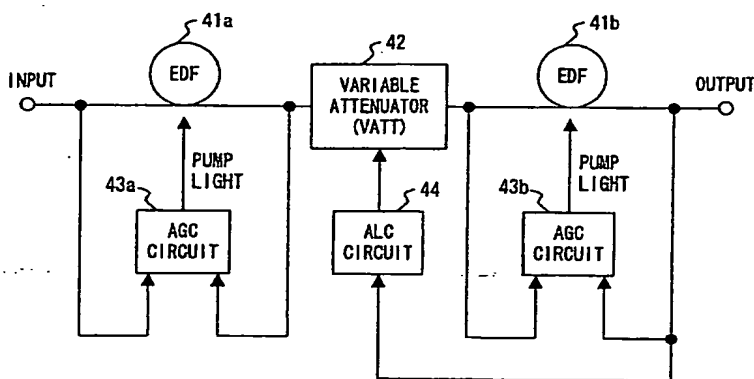 41a
42
41b
INPUT
EDF
VARIABLE
ATTENUATOR
(VATT)
EDF
OUTPUT
PUMP
LIGHT
PUMP
LIGHT
43a
44
43b
AGC
CIRCUIT
ALC
CIRCUIT
AGC
CIRCUIT